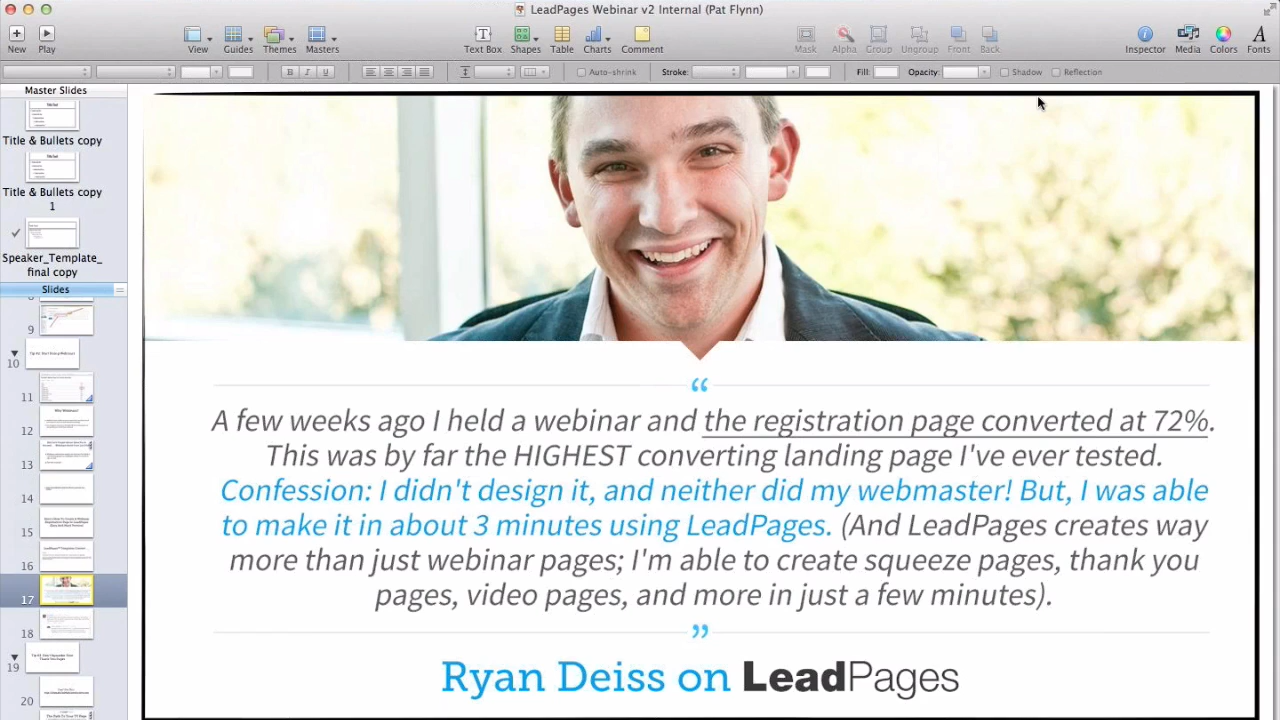 LeadPages Webinar v2 Internal (Pat Flynn)
New
Play
View
Guides
Themes
Masters
Text Box
Shapes
Table
Charts
Comment
Mask
Alpha
Group
Ungroup
Front
Back
Inspector
Media
Colors
Fonts
B I U
Auto-shrink
Stroke:
Fill:
Opacity:
Shadow
Reflection
Master Slides
Title & Bullets copy
Title & Bullets copy
1
Speaker_Template_
final copy
Slides
9
10
11
12
13
14
15
16
17
18
19
20
“
A few weeks ago I held a webinar and the registration page converted at 72%.
This was by far the HIGHEST converting landing page I've ever tested.
Confession: I didn't design it, and neither did my webmaster! But, I was able
to make it in about 3 minutes using LeadPages. (And LeadPages creates way
more than just webinar pages; I'm able to create squeeze pages, thank you
pages, video pages, and more in just a few minutes).
”
Ryan Deiss on LeadPages